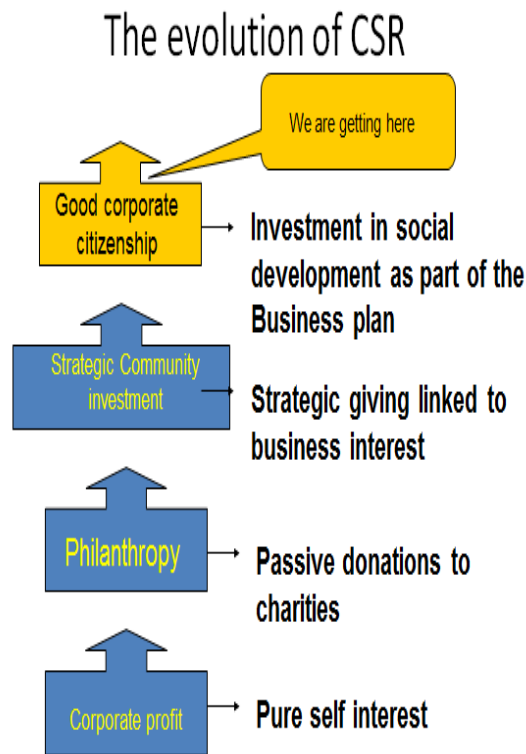 The evolution of CSR
We are getting here
Good corporate
citizenship
Investment in social
development as part of the
Business plan
Strategic Community
investment
Strategic giving linked to
business interest
Philanthropy
Passive donations to
charities
Corporate profit
Pure self interest